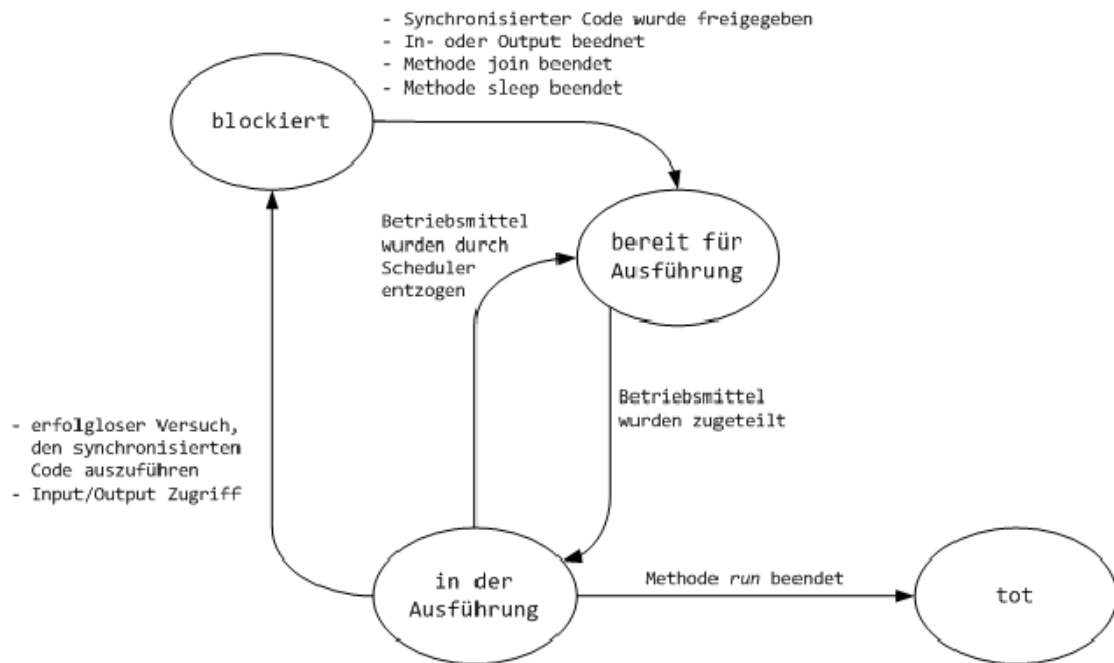 - Synchronisierter Code wurde freigegeben
- In- oder Output beednet
- Methode join beendet
- Methode sleep beendet
blockiert
Betriebsmittel
wurden durch
Scheduler
entzogen
bereit für
Ausführung
Betriebsmittel
wurden zugeteilt
- erfolgloser Versuch,
den synchronisierten
Code auszuführen
- Input/Output Zugriff
in der
Ausführung
Methode run beendet
tot